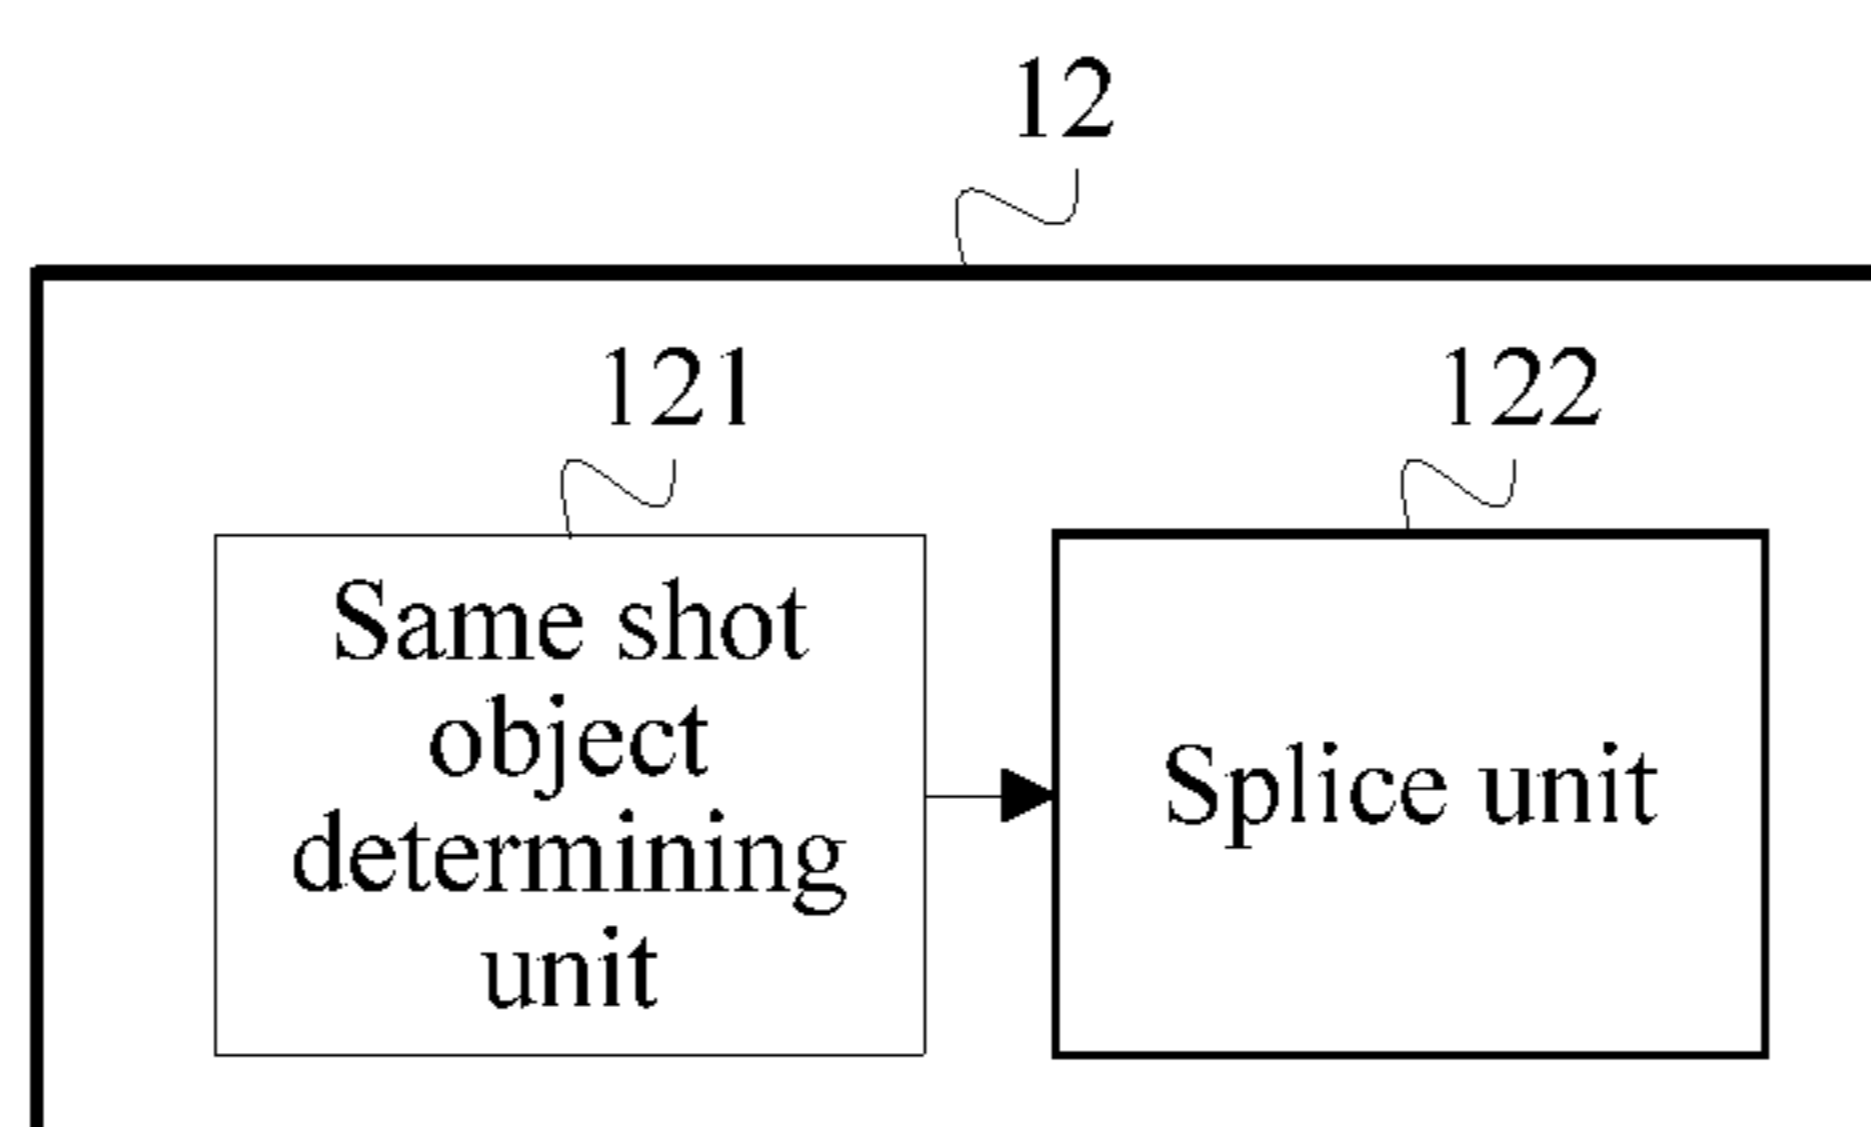 12
121
122
Same shot
object
determining
unit
Splice unit